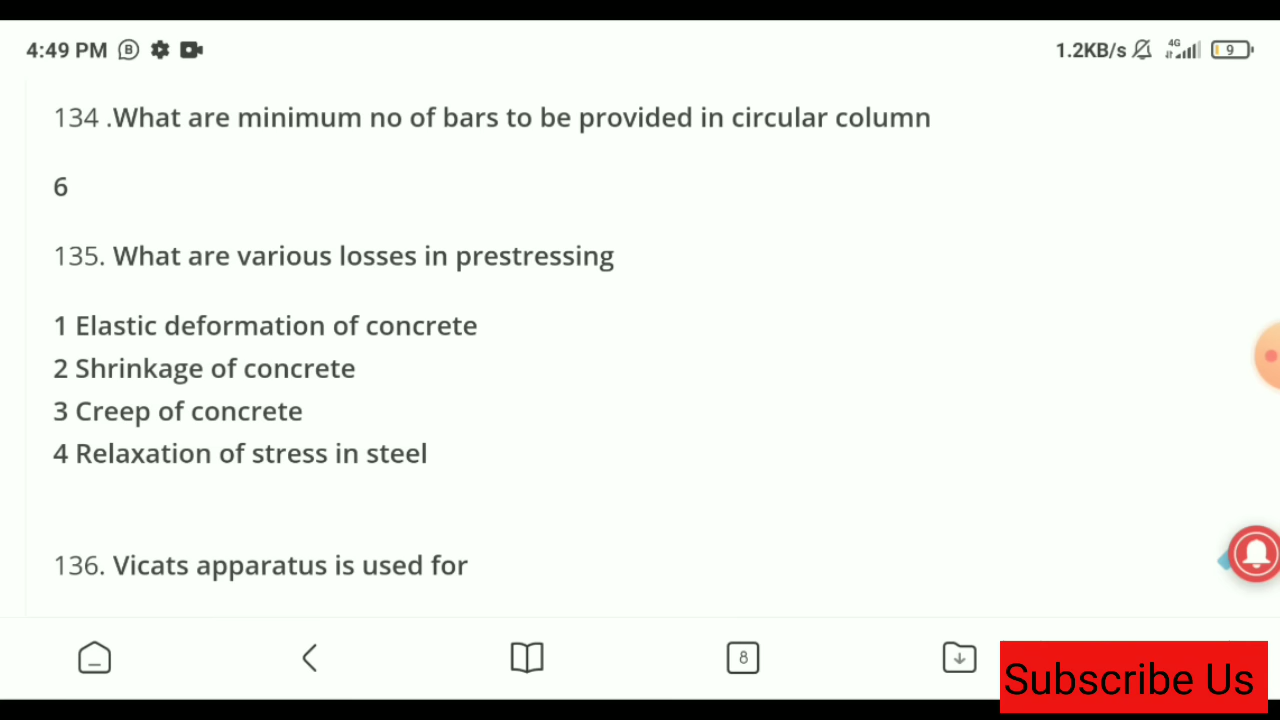 4:49 PM
1.2KB/s 4G 9
134 .What are minimum no of bars to be provided in circular column
6
135. What are various losses in prestressing
1 Elastic deformation of concrete
2 Shrinkage of concrete
3 Creep of concrete
4 Relaxation of stress in steel
136. Vicats apparatus is used for
8
Subscribe Us